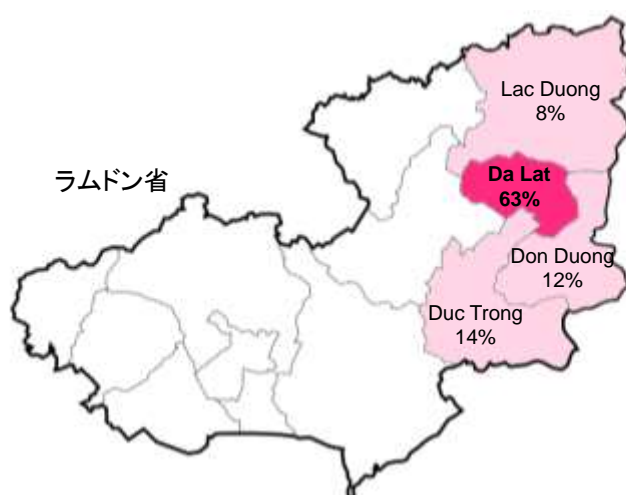 Lac Duong
8%
ラムドン省
Da Lat
63%
Don Duong
12%
Duc Trong
14%